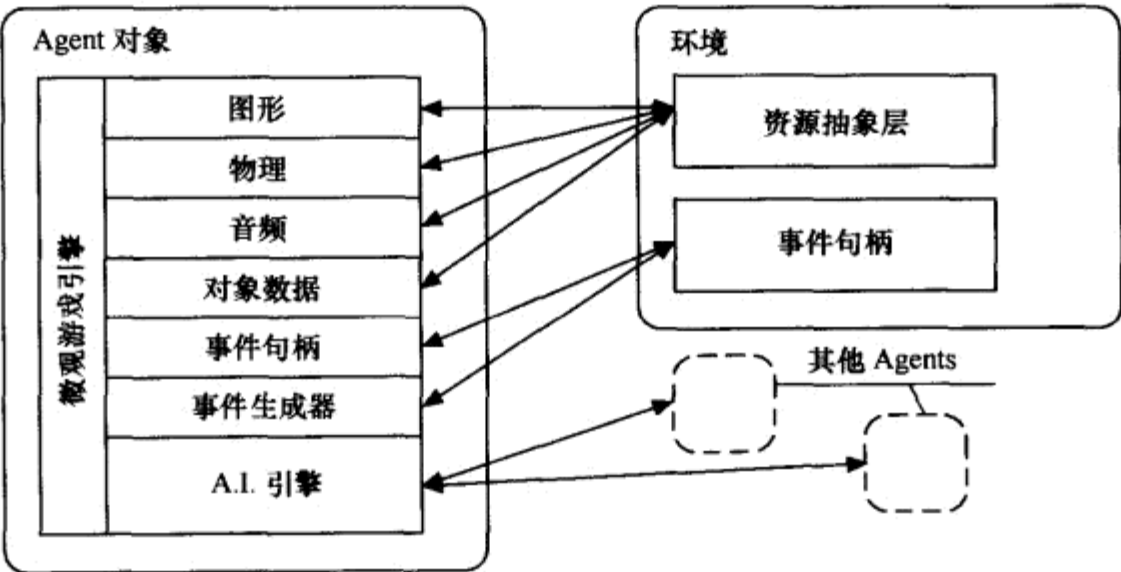 Agent 对象
微观游戏引擎
图形
物理
音频
对象数据
事件句柄
事件生成器
A.I. 引擎
环境
资源抽象层
事件句柄
其他 Agents